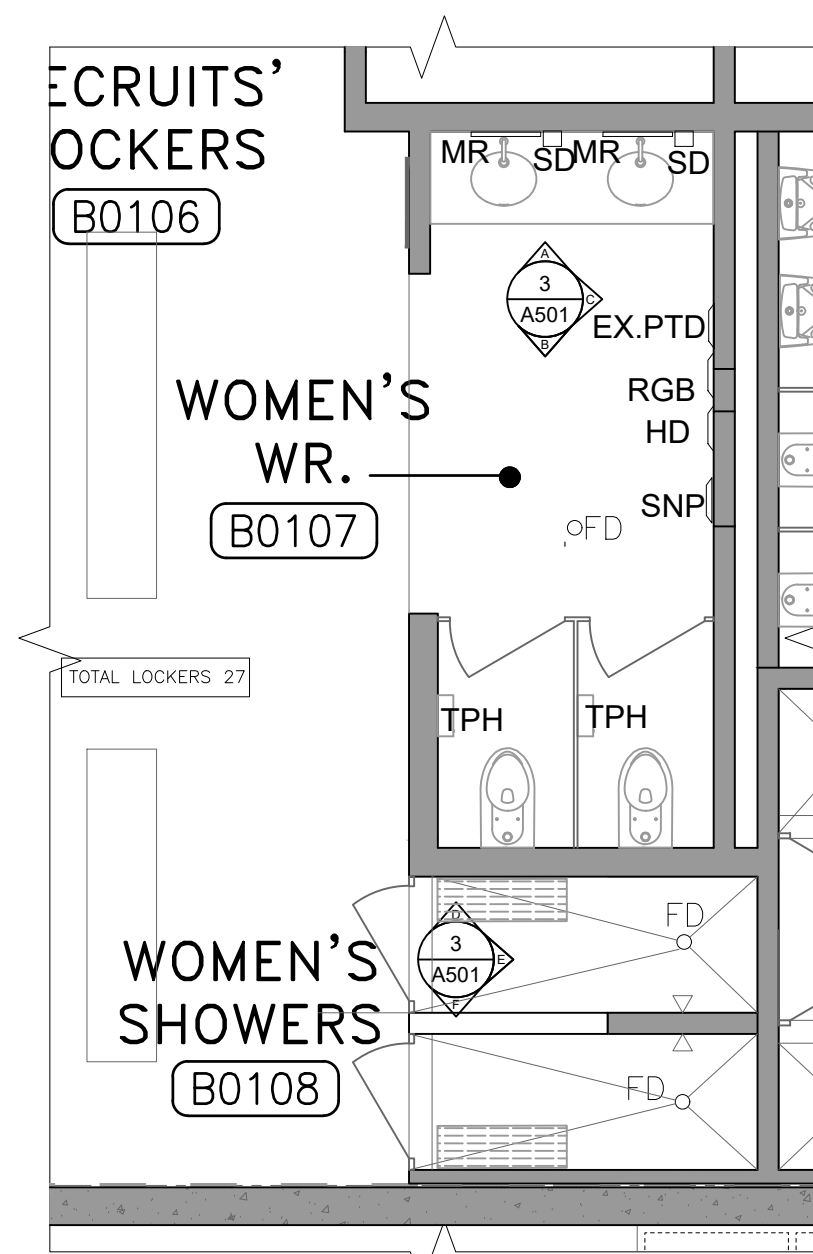 ECRUITS'
OCKERS
B0106
MR
SD
MR
SD
A
3
C
A501
B
EX.PTD
RGB
HD
SNP
WOMEN'S
WR.
B0107
FD
TOTAL LOCKERS 27
TPH
TPH
WOMEN'S
SHOWERS
B0108
D
3
E
A501
F
FD
FD